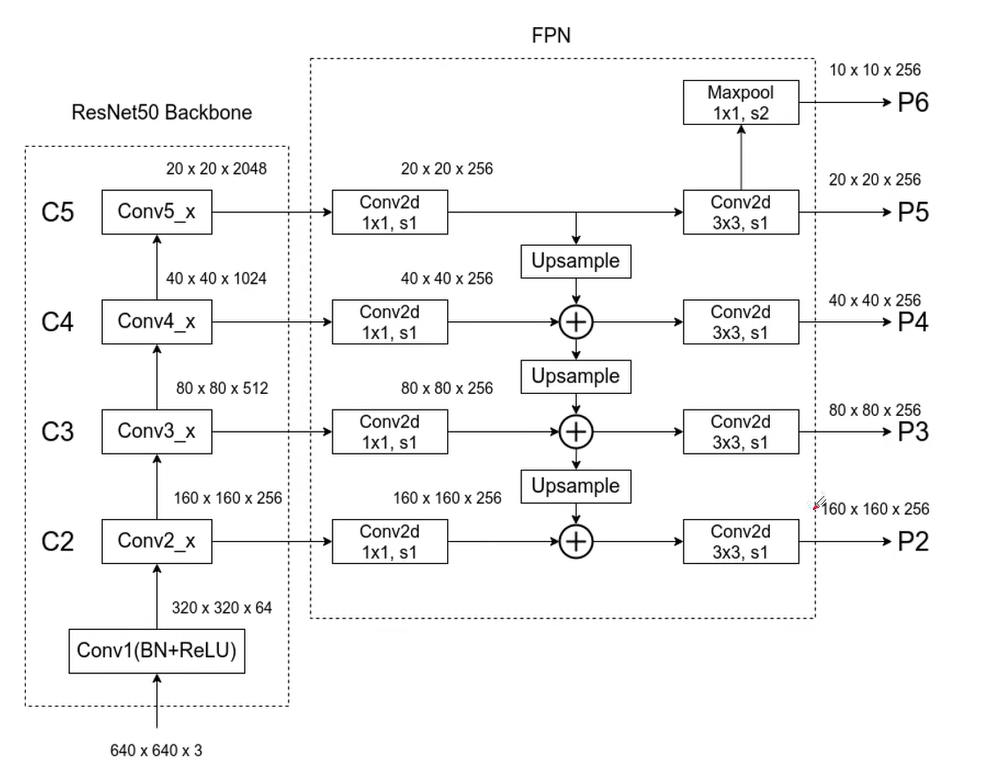 FPN
10 x 10 x 256
Maxpool
1x1, s2
P6
ResNet50 Backbone
20 x 20 x 2048
20 x 20 x 256
20 x 20 x 256
C5
Conv5_x
Conv2d
1x1, s1
Conv2d
3x3, s1
P5
Upsample
40 x 40 x 1024
40 x 40 x 256
40 x 40 x 256
C4
Conv4_x
Conv2d
1x1, s1
Conv2d
3x3, s1
P4
Upsample
80 x 80 x 512
80 x 80 x 256
80 x 80 x 256
C3
Conv3_x
Conv2d
1x1, s1
Conv2d
3x3, s1
P3
Upsample
160 x 160 x 256
160 x 160 x 256
160 x 160 x 256
C2
Conv2_x
Conv2d
1x1, s1
Conv2d
3x3, s1
P2
320 x 320 x 64
Conv1(BN+ReLU)
640 x 640 x 3